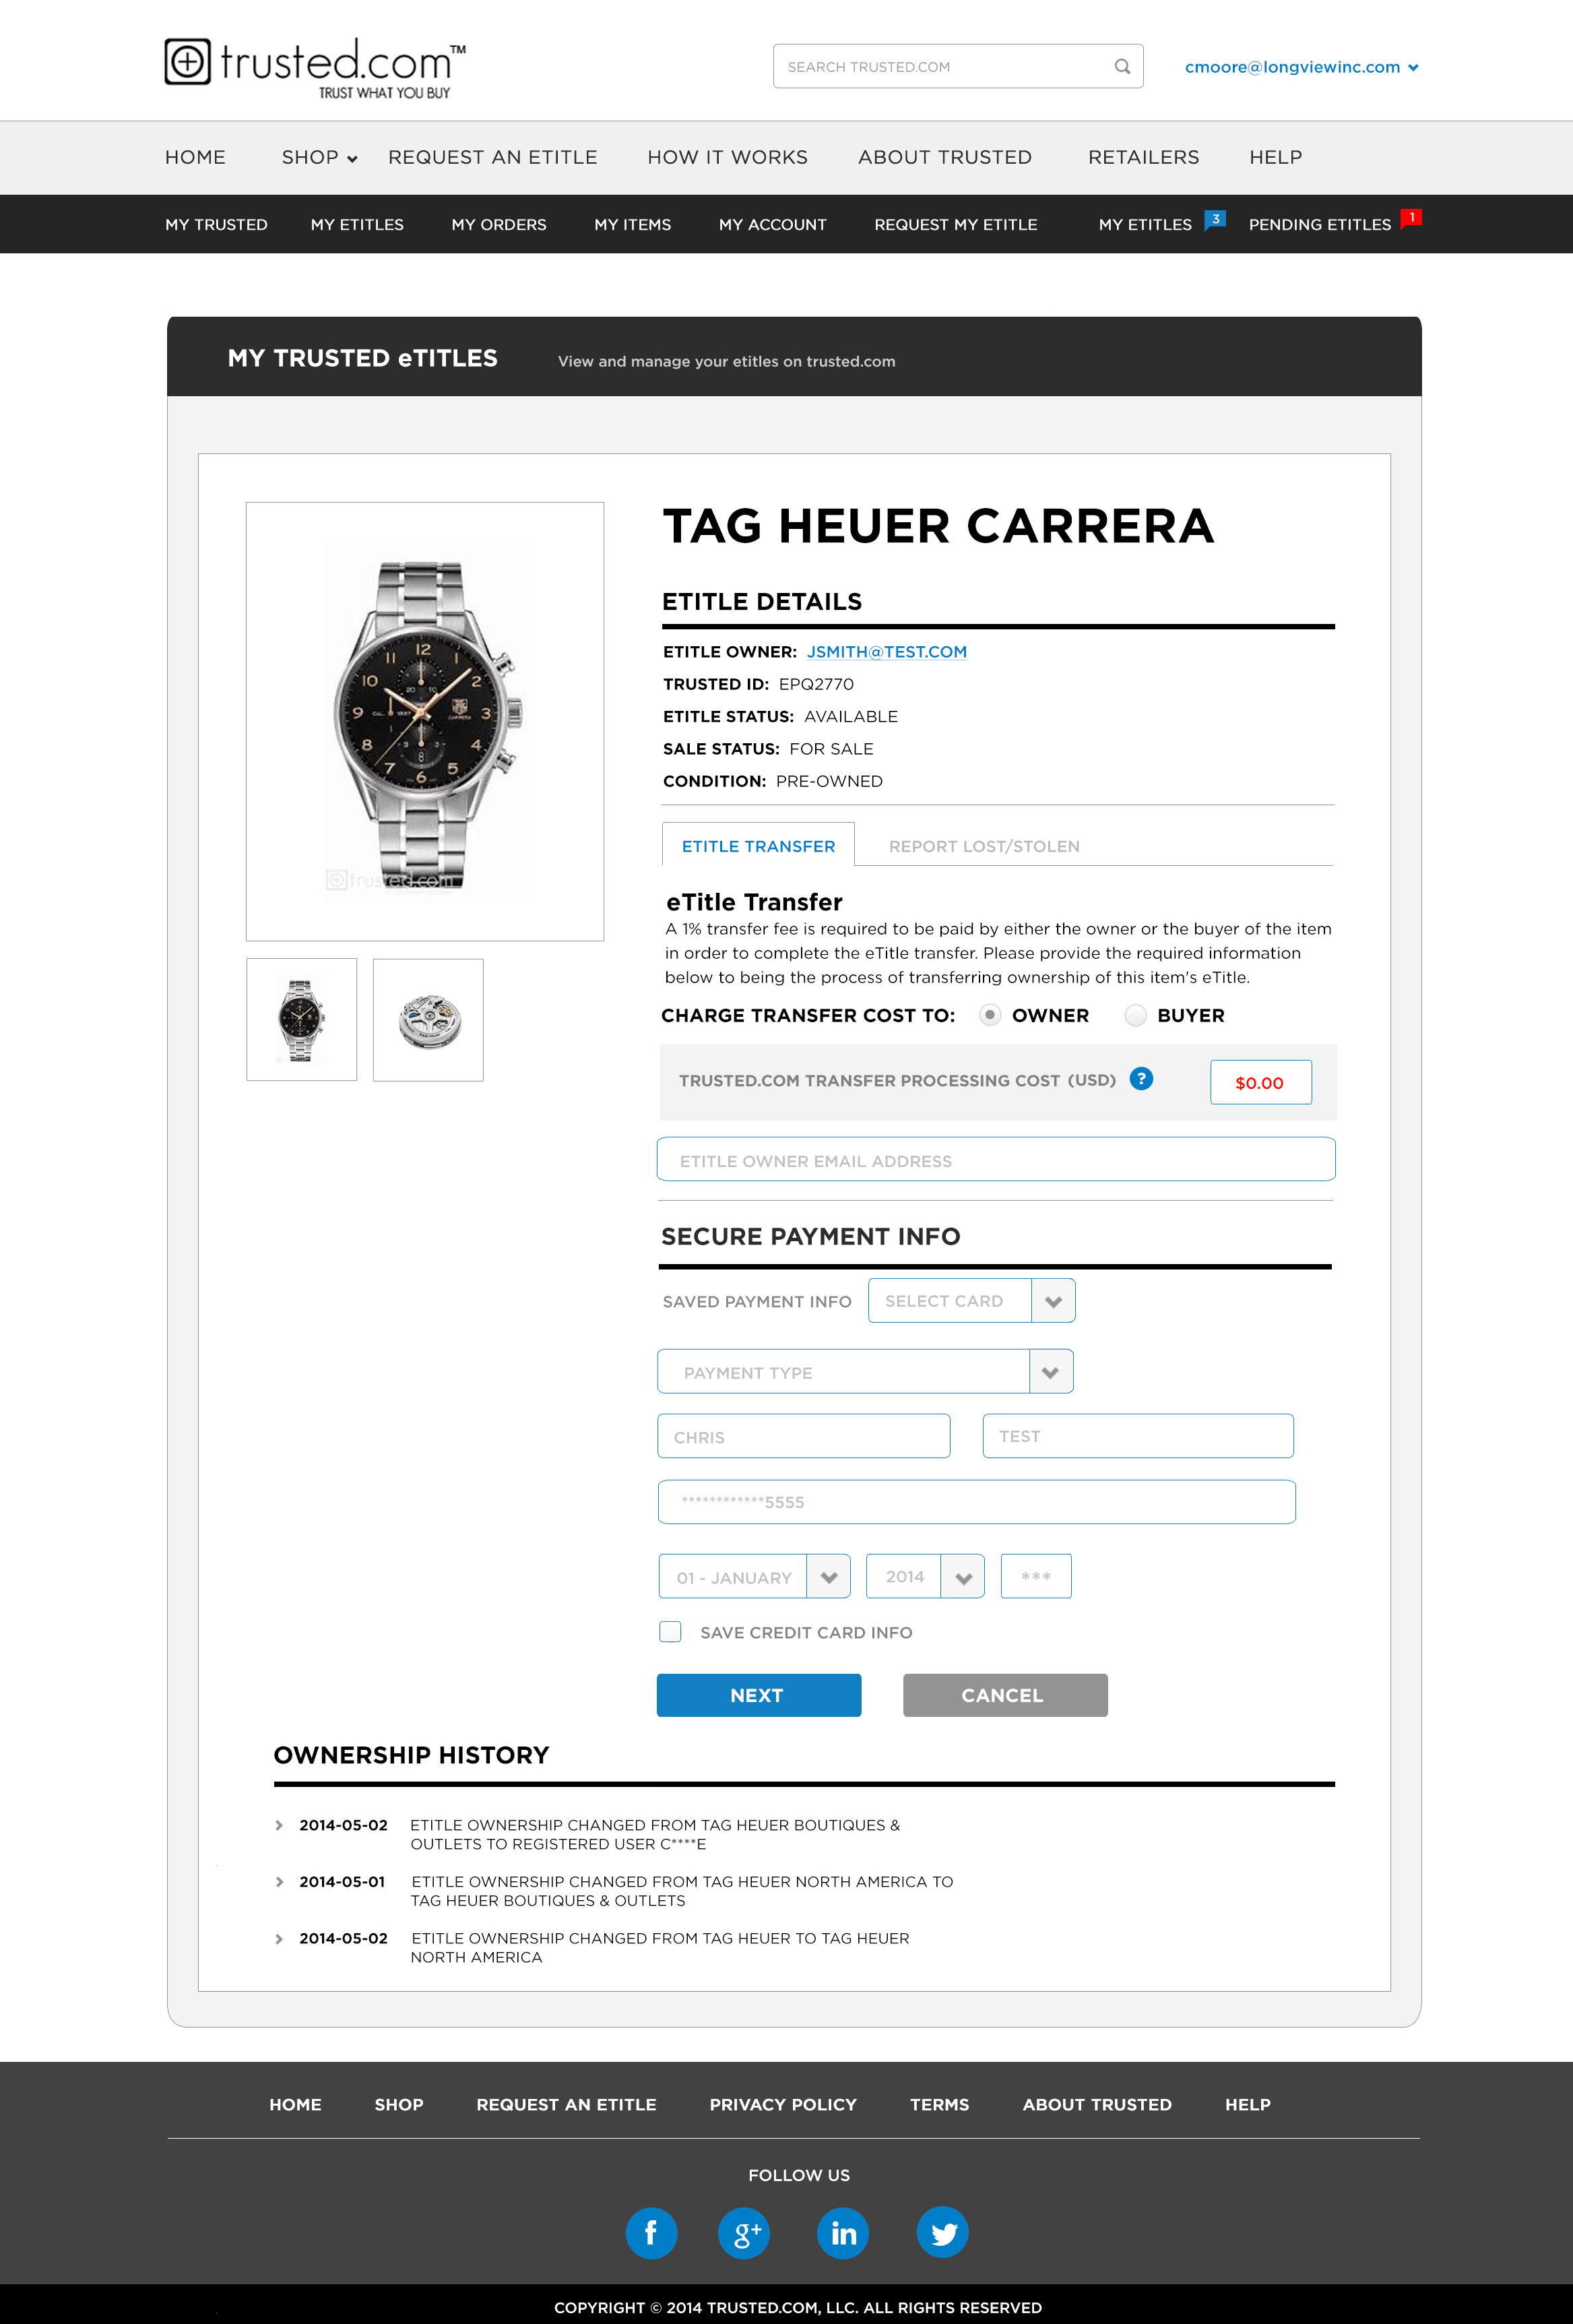 trusted.com™
TRUST WHAT YOU BUY
SEARCH TRUSTED.COM
cmoore@longviewinc.com
HOME SHOP REQUEST AN ETITLE HOW IT WORKS ABOUT TRUSTED RETAILERS HELP
MY TRUSTED MY ETITLES MY ORDERS MY ITEMS MY ACCOUNT REQUEST MY ETITLE MY ETITLES 3 PENDING ETITLES 1
MY TRUSTED eTITLES View and manage your etitles on trusted.com
TAG HEUER CARRERA
ETITLE DETAILS
ETITLE OWNER: JSMITH@TEST.COM
TRUSTED ID: EPQ2770
ETITLE STATUS: AVAILABLE
SALE STATUS: FOR SALE
CONDITION: PRE-OWNED
trusted.com
ETITLE TRANSFER REPORT LOST/STOLEN
eTitle Transfer
A 1% transfer fee is required to be paid by either the owner or the buyer of the item
in order to complete the eTitle transfer. Please provide the required information
below to being the process of transferring ownership of this item's eTitle.
CHARGE TRANSFER COST TO: OWNER BUYER
TRUSTED.COM TRANSFER PROCESSING COST (USD) ? $0.00
ETITLE OWNER EMAIL ADDRESS
SECURE PAYMENT INFO
SAVED PAYMENT INFO SELECT CARD
PAYMENT TYPE
CHRIS TEST
************5555
01 - JANUARY 2014 ***
SAVE CREDIT CARD INFO
NEXT CANCEL
OWNERSHIP HISTORY
2014-05-02 ETITLE OWNERSHIP CHANGED FROM TAG HEUER BOUTIQUES &
OUTLETS TO REGISTERED USER C****E
2014-05-01 ETITLE OWNERSHIP CHANGED FROM TAG HEUER NORTH AMERICA TO
TAG HEUER BOUTIQUES & OUTLETS
2014-05-02 ETITLE OWNERSHIP CHANGED FROM TAG HEUER TO TAG HEUER
NORTH AMERICA
HOME SHOP REQUEST AN ETITLE PRIVACY POLICY TERMS ABOUT TRUSTED HELP
FOLLOW US
f g+ in
COPYRIGHT © 2014 TRUSTED.COM, LLC. ALL RIGHTS RESERVED